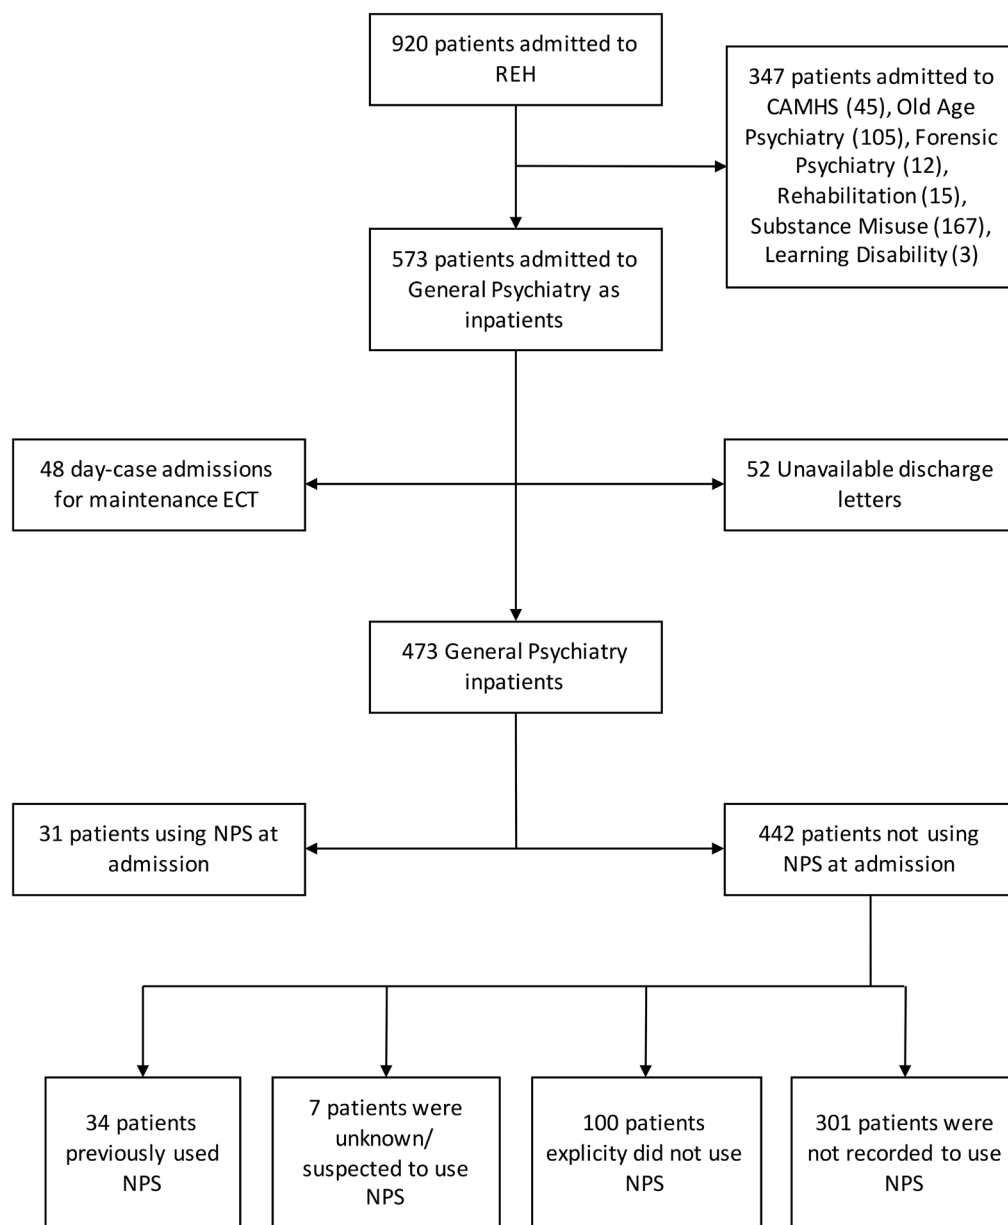 920 patients admitted to
REH
347 patients admitted to
CAMHS (45), Old Age
Psychiatry (105), Forensic
Psychiatry (12),
Rehabilitation (15),
Substance Misuse (167),
Learning Disability (3)
573 patients admitted to
General Psychiatry as
inpatients
48 day-case admissions
for maintenance ECT
52 Unavailable discharge
letters
473 General Psychiatry
inpatients
31 patients using NPS at
admission
442 patients not using
NPS at admission
34 patients
previously used
NPS
7 patients were
unknown/
suspected to use
NPS
100 patients
explicity did not use
NPS
301 patients were
not recorded to use
NPS